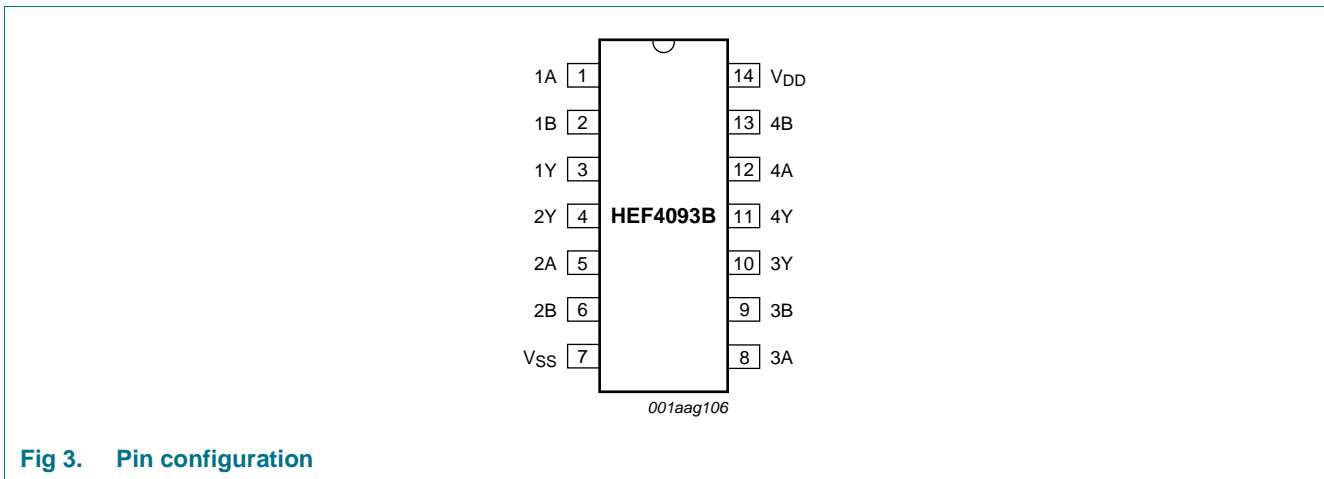 1A 1 14 VDD
1B 2 13 4B
1Y 3 12 4A
2Y 4 HEF4093B 11 4Y
2A 5 10 3Y
2B 6 9 3B
VSS 7 8 3A
001aag106
Fig 3. Pin configuration